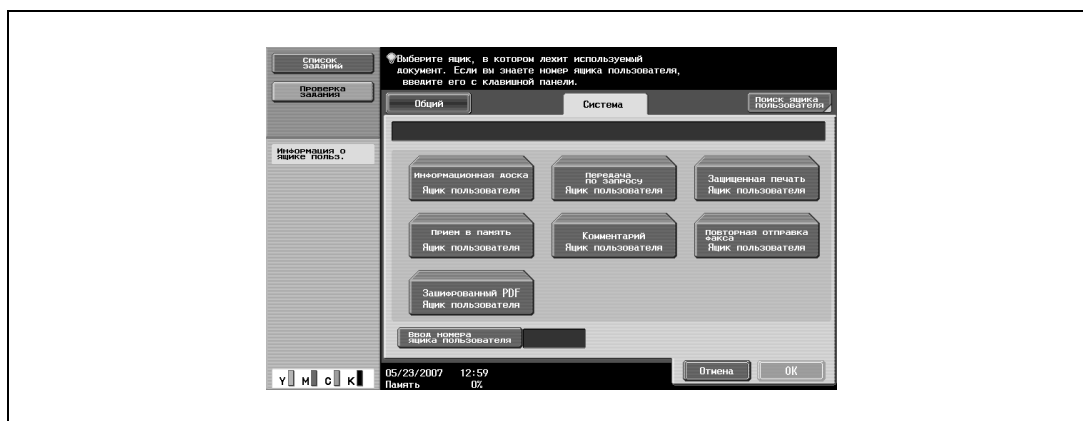 Список
заданий
Проверка
задания
Информация о
ящике польз.
Выберите ящик, в котором лежит используемый
документ. Если вы знаете номер ящика пользователя,
введите его с клавишной панели.
Общий
Система
Поиск ящика
пользователя
Информационная доска
Ящик пользователя
Передача
по запросу
Ящик пользователя
Защищенная печать
Ящик пользователя
Прием в память
Ящик пользователя
Комментарий
Ящик пользователя
Повторная отправка
факса
Ящик пользователя
Зашифрованный PDF
Ящик пользователя
Ввод номера
ящика пользователя
Y M C K
05/23/2007 12:59
Память 0%
Отмена
OK